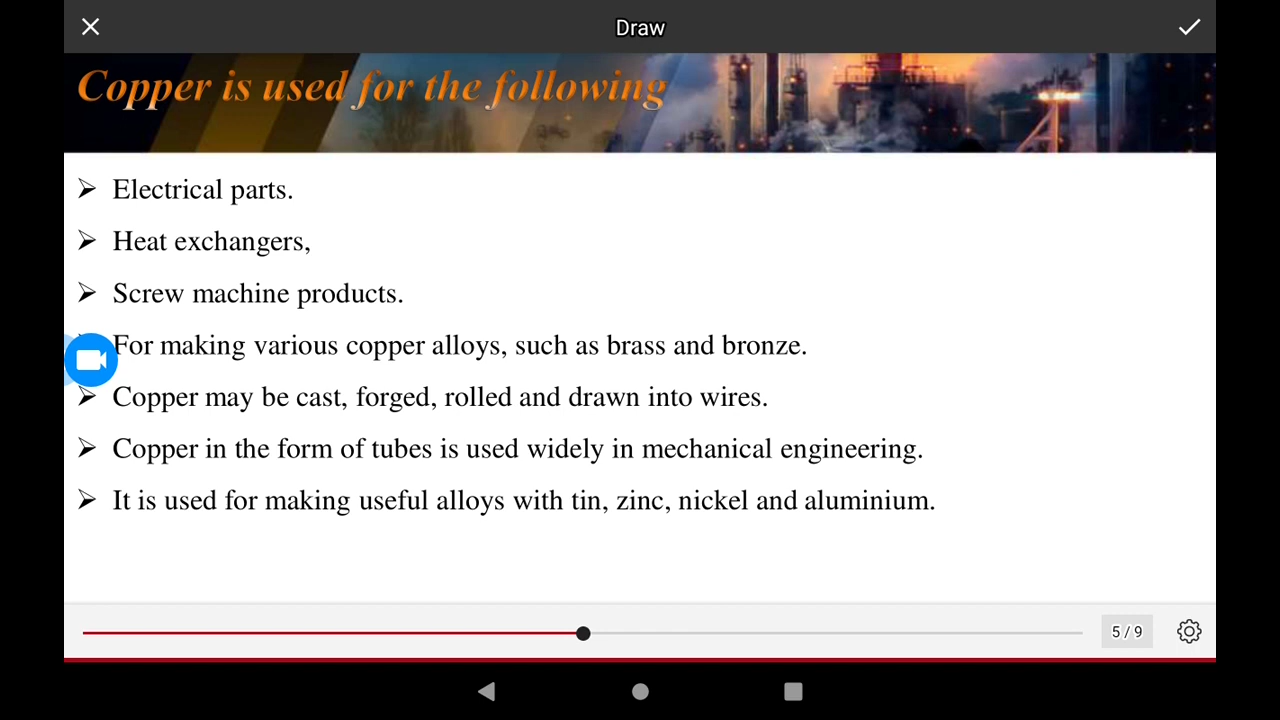 Draw
Copper is used for the following
➢ Electrical parts.
➢ Heat exchangers,
➢ Screw machine products.
For making various copper alloys, such as brass and bronze.
➢ Copper may be cast, forged, rolled and drawn into wires.
➢ Copper in the form of tubes is used widely in mechanical engineering.
➢ It is used for making useful alloys with tin, zinc, nickel and aluminium.
5 / 9